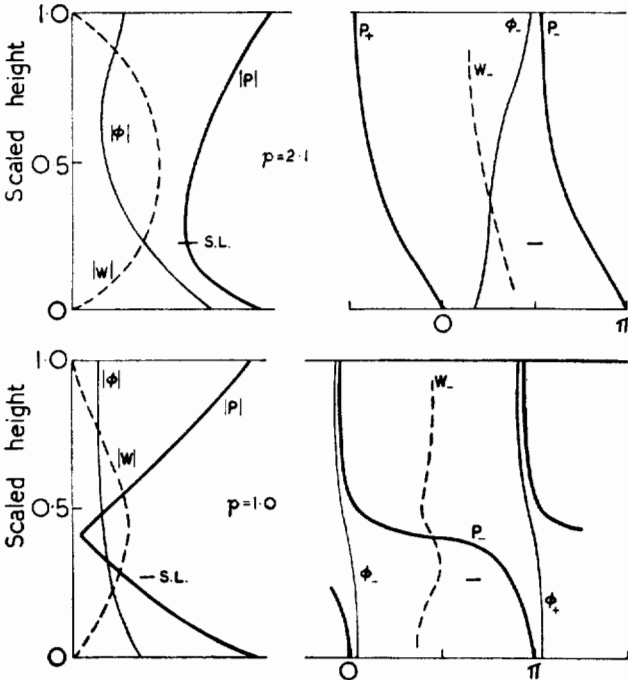 Scaled height
1·0
0·5
0
|Φ|
|P|
|W|
p=2·1
S.L.
P₊
Φ₋
P₋
W₋
0
π
Scaled height
1·0
0·5
0
|Φ|
|P|
|W|
p=1·0
S.L.
W₋
P₋
Φ₋
Φ₊
0
π